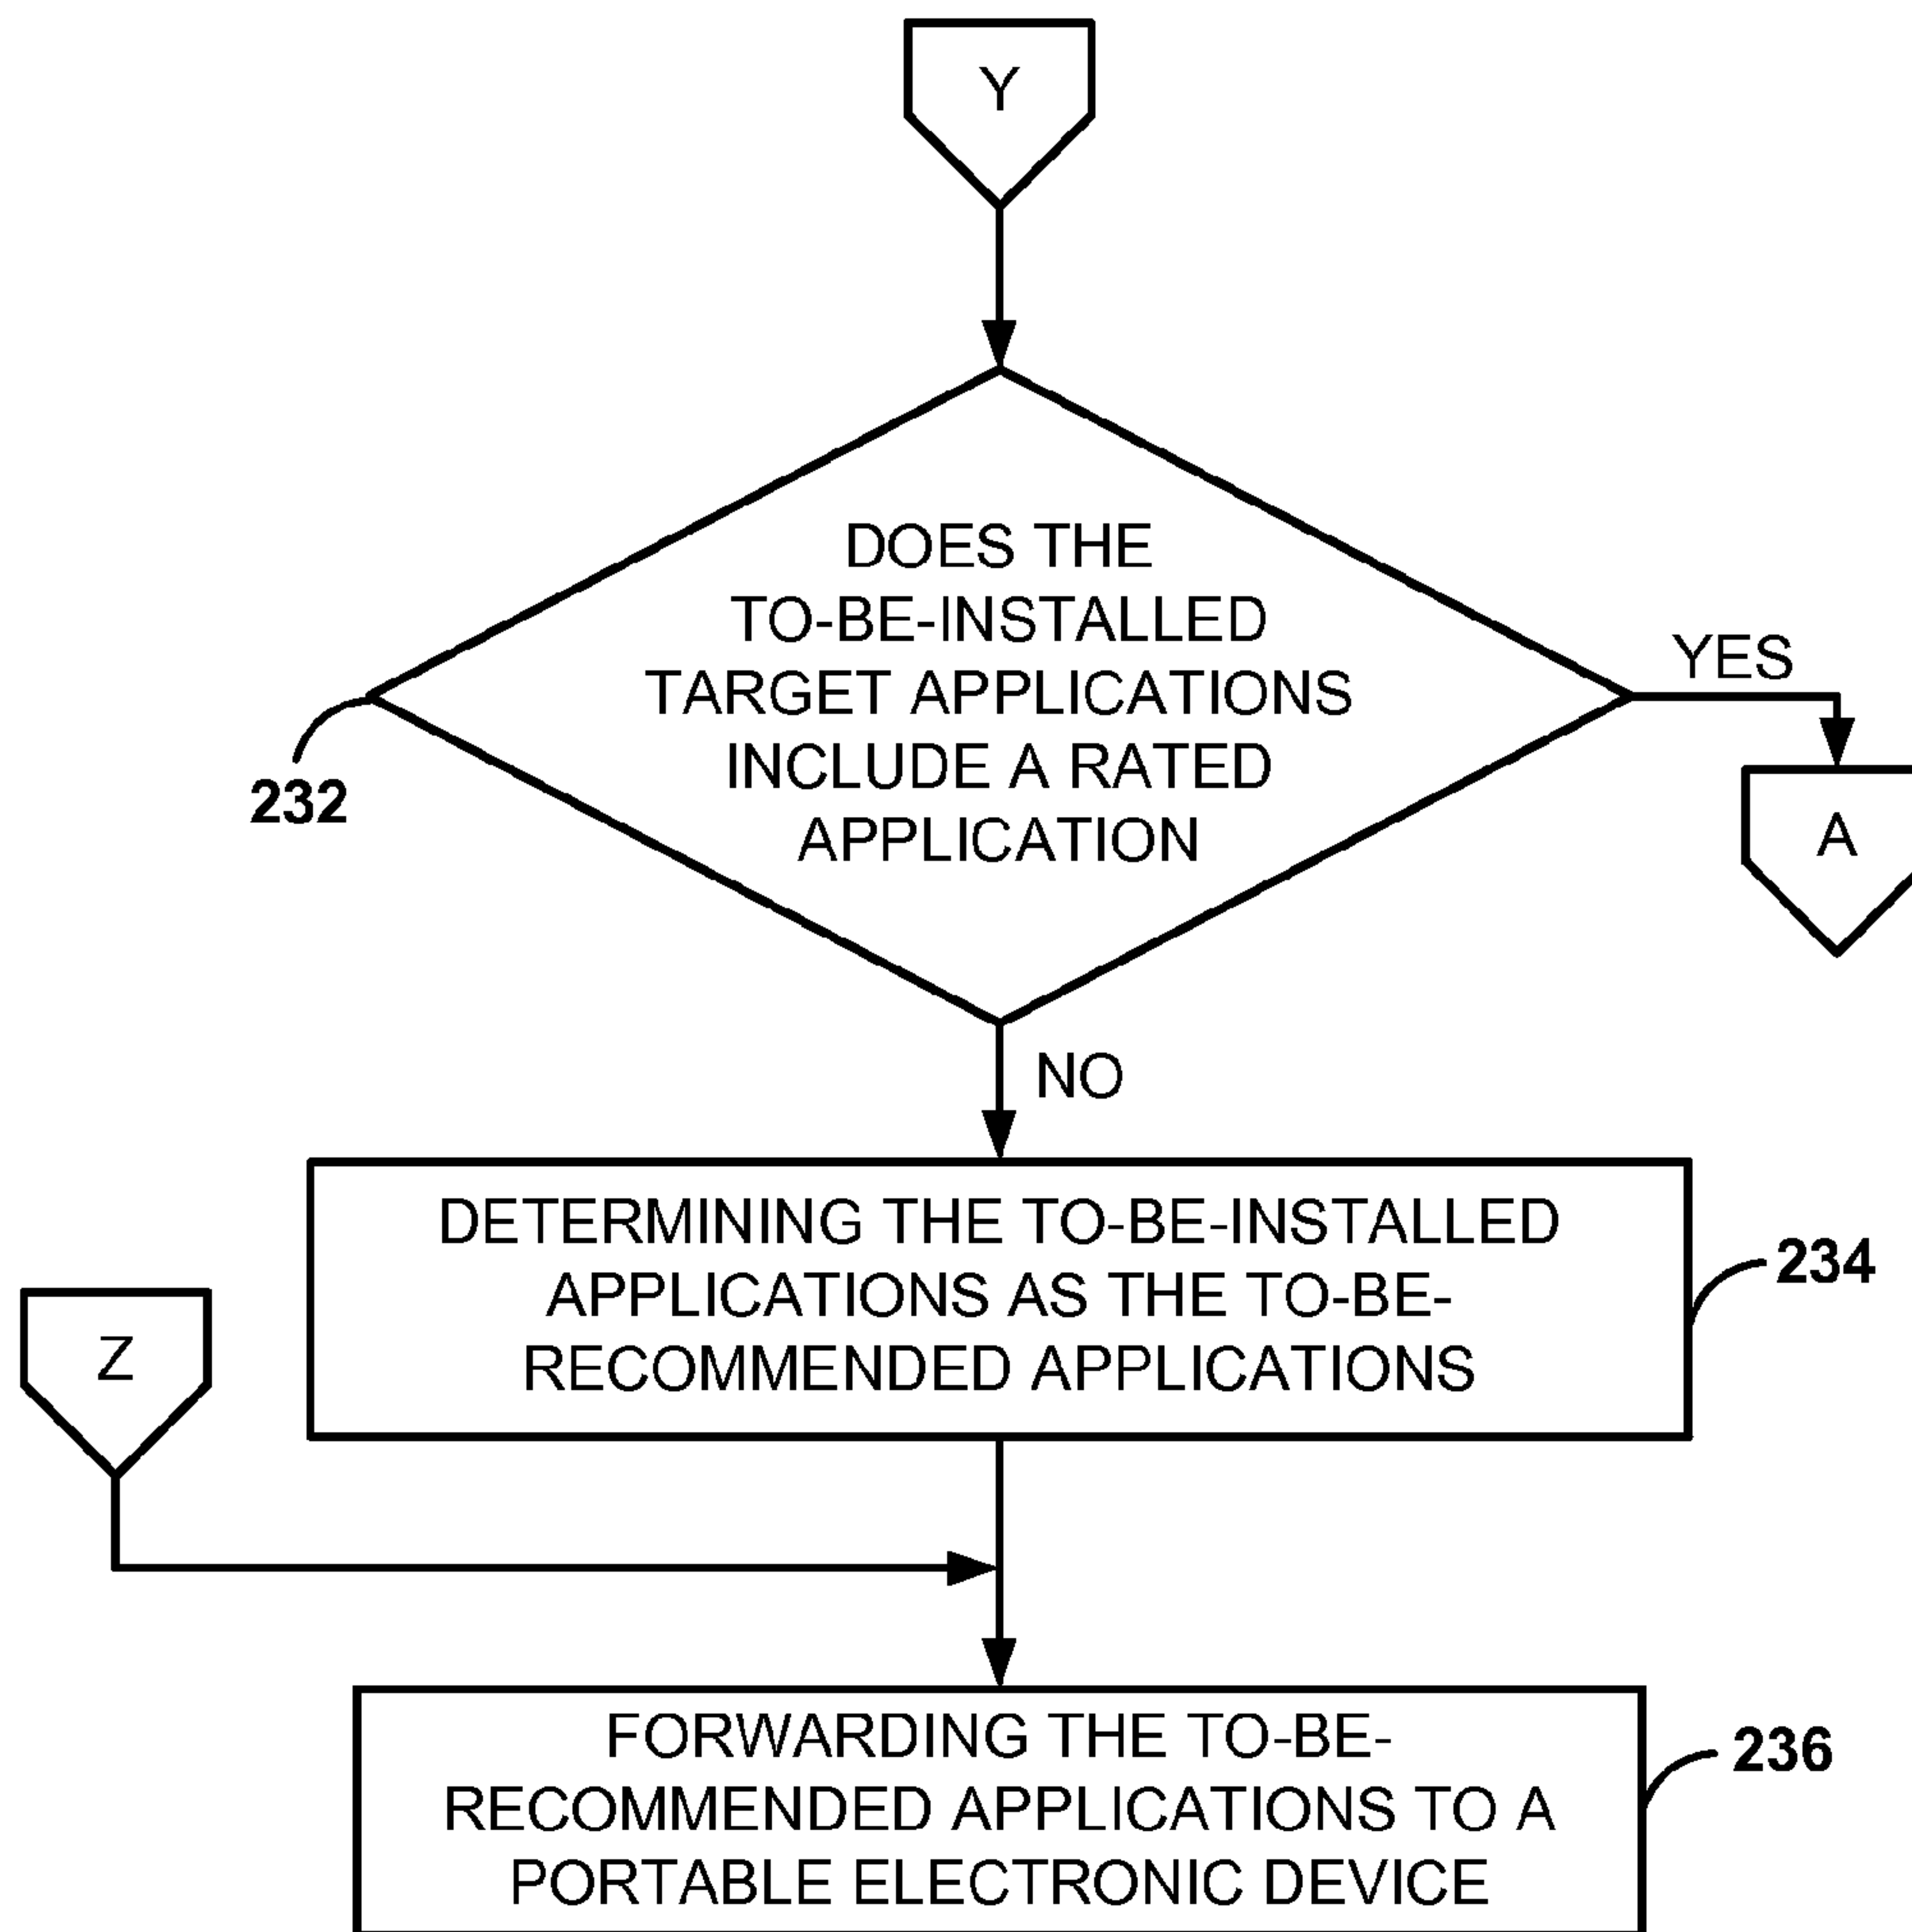 Y
DOES THE
TO-BE-INSTALLED
TARGET APPLICATIONS
INCLUDE A RATED
APPLICATION
YES
232
A
NO
DETERMINING THE TO-BE-INSTALLED
APPLICATIONS AS THE TO-BE-
RECOMMENDED APPLICATIONS
234
Z
FORWARDING THE TO-BE-
RECOMMENDED APPLICATIONS TO A
PORTABLE ELECTRONIC DEVICE
236